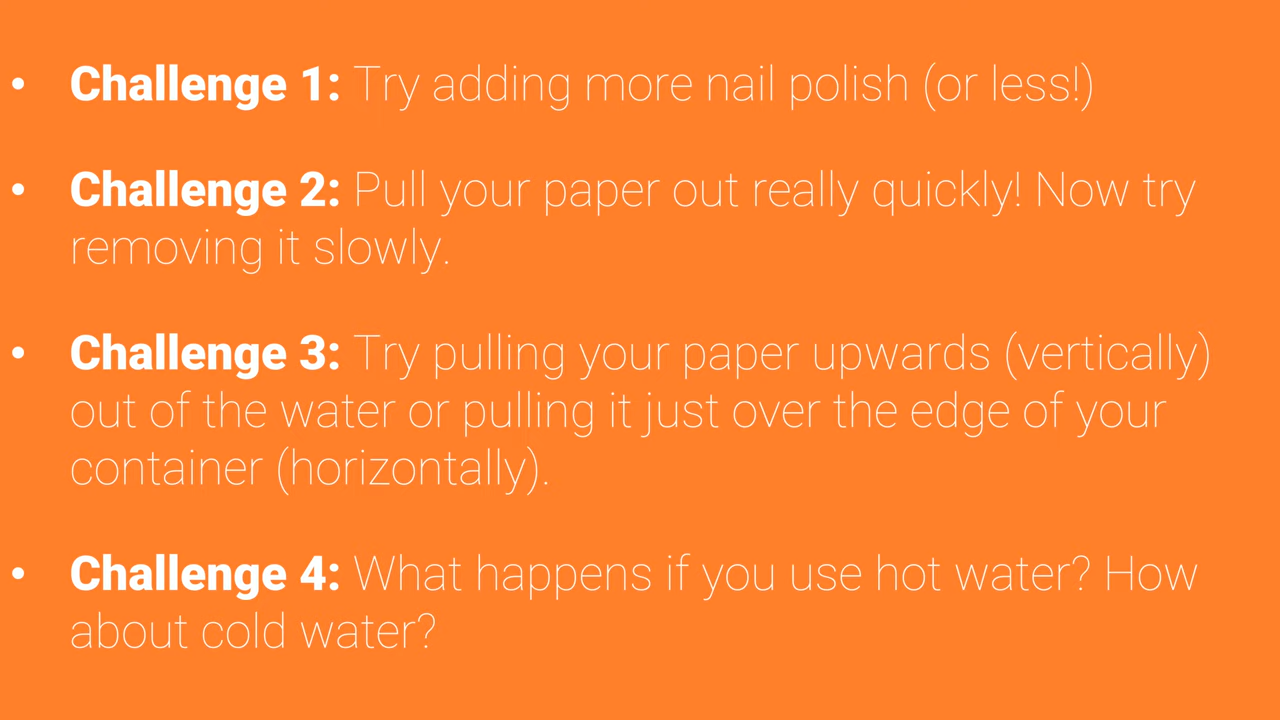 • Challenge 1: Try adding more nail polish (or less!)
• Challenge 2: Pull your paper out really quickly! Now try
removing it slowly.
• Challenge 3: Try pulling your paper upwards (vertically)
out of the water or pulling it just over the edge of your
container (horizontally).
• Challenge 4: What happens if you use hot water? How
about cold water?